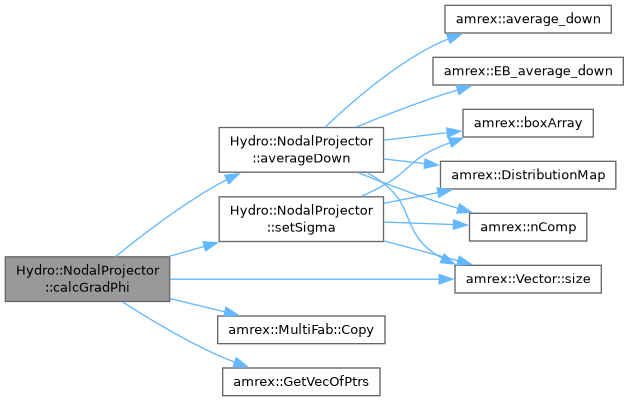 amrex::average_down
amrex::EB_average_down
amrex::boxArray
Hydro::NodalProjector
::averageDown
amrex::DistributionMap
Hydro::NodalProjector
::setSigma
amrex::nComp
Hydro::NodalProjector
::calcGradPhi
amrex::Vector::size
amrex::MultiFab::Copy
amrex::GetVecOfPtrs